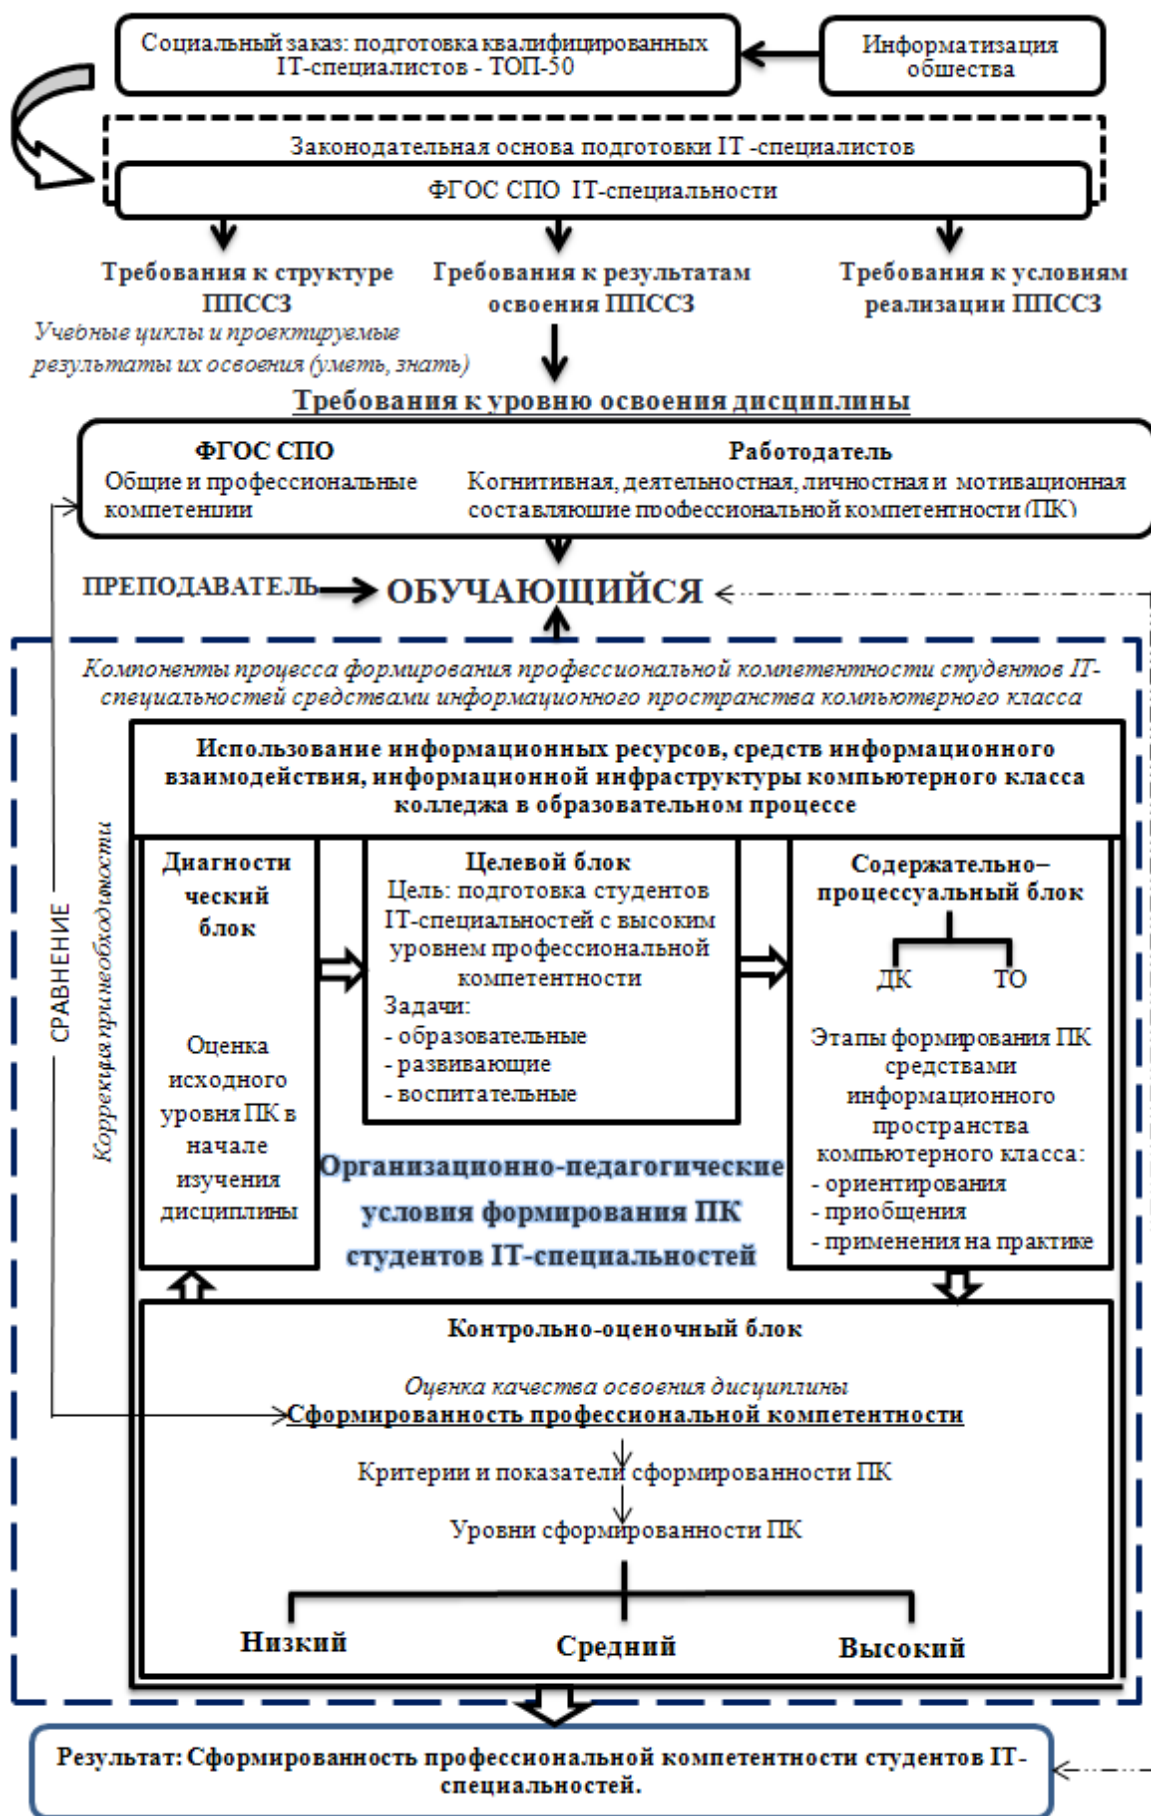 Социальный заказ: подготовка квалифицированных
IT-специалистов - ТОП-50
Информатизация
общества
Законодательная основа подготовки IT -специалистов
ФГОС СПО IT-специальности
Требования к структуре
ППССЗ
Требования к результатам
освоения ППССЗ
Требования к условиям
реализации ППССЗ
Учебные циклы и проектируемые
результаты их освоения (уметь, знать)
Требования к уровню освоения дисциплины
ФГОС СПО
Общие и профессиональные
компетенции
Работодатель
Когнитивная, деятельностная, личностная и мотивационная
составляющие профессиональной компетентности (ПК)
ПРЕПОДАВАТЕЛЬ
ОБУЧАЮЩИЙСЯ
Компоненты процесса формирования профессиональной компетентности студентов IT-
специальностей средствами информационного пространства компьютерного класса
СРАВНЕНИЕ
Коррекция при необходимости
Использование информационных ресурсов, средств информационного
взаимодействия, информационной инфраструктуры компьютерного класса
колледжа в образовательном процессе
Диагности
ческий
блок
Оценка
исходного
уровня ПК в
начале
изучения
дисциплины
Целевой блок
Цель: подготовка студентов
IT-специальностей с высоким
уровнем профессиональной
компетентности
Задачи:
- образовательные
- развивающие
- воспитательные
Содержательно–
процессуальный блок
ДК
ТО
Этапы формирования ПК
средствами
информационного
пространства
компьютерного класса:
- ориентирования
- приобщения
- применения на практике
Организационно-педагогические
условия формирования ПК
студентов IT-специальностей
Контрольно-оценочный блок
Оценка качества освоения дисциплины
Сформированность профессиональной компетентности
Критерии и показатели сформированности ПК
Уровни сформированности ПК
Низкий
Средний
Высокий
Результат: Сформированность профессиональной компетентности студентов IT-
специальностей.